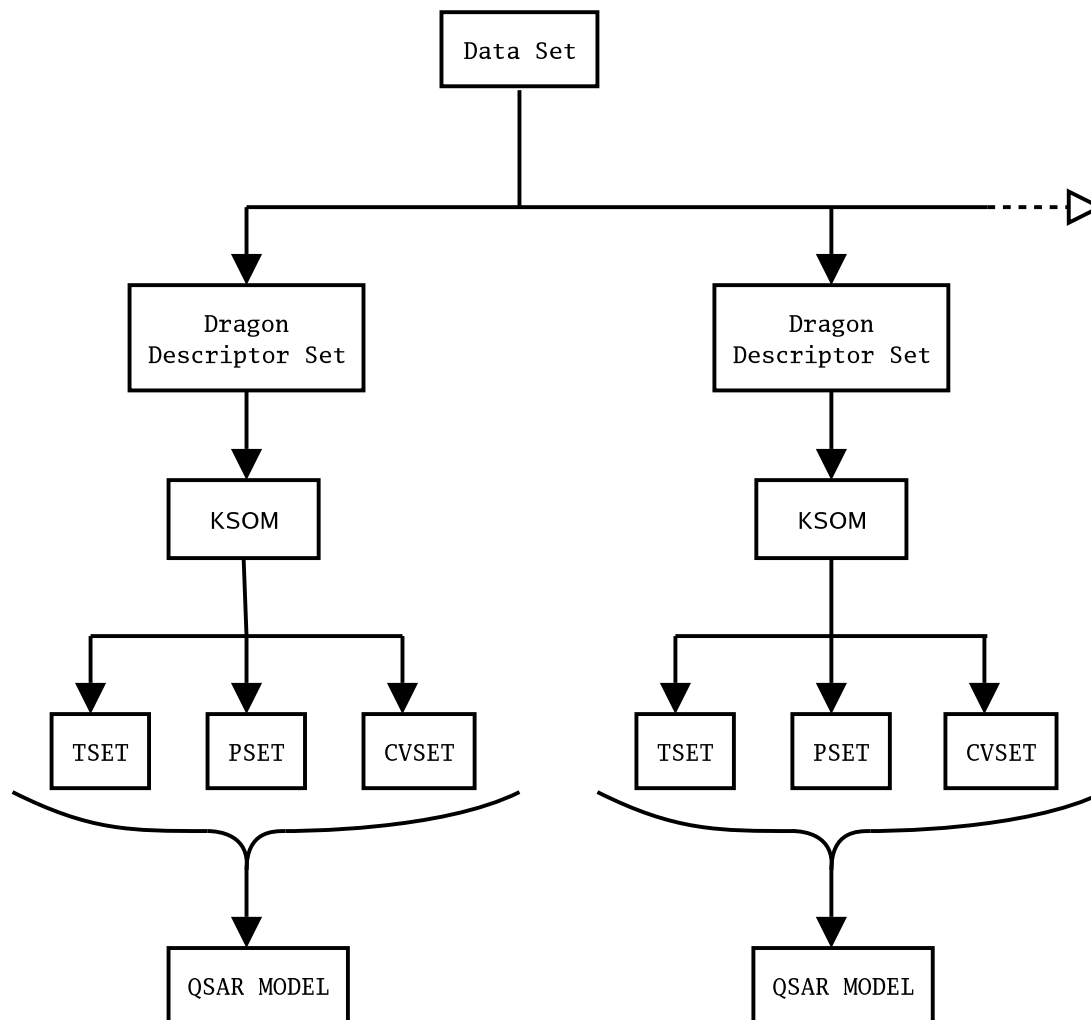 Data Set
Dragon
Descriptor Set
Dragon
Descriptor Set
KSOM
KSOM
TSET
PSET
CVSET
TSET
PSET
CVSET
QSAR MODEL
QSAR MODEL